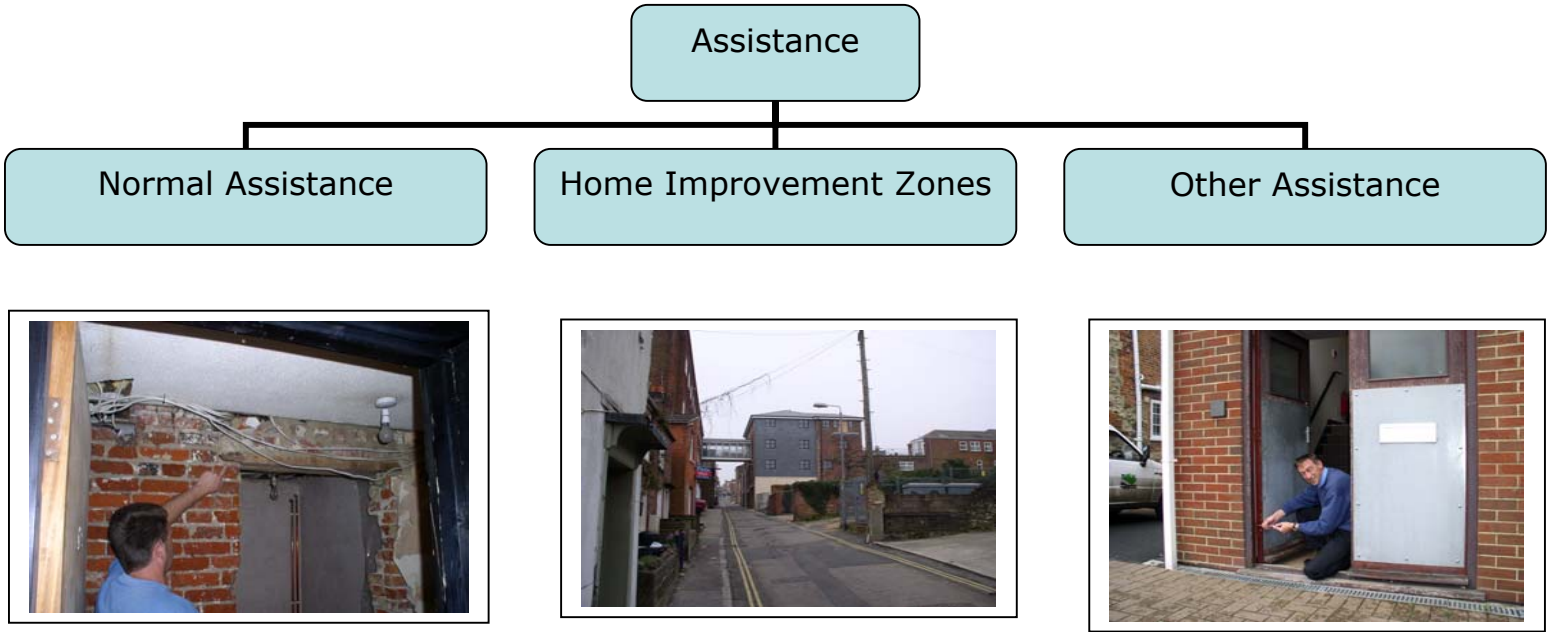 Assistance
Normal Assistance
Home Improvement Zones
Other Assistance